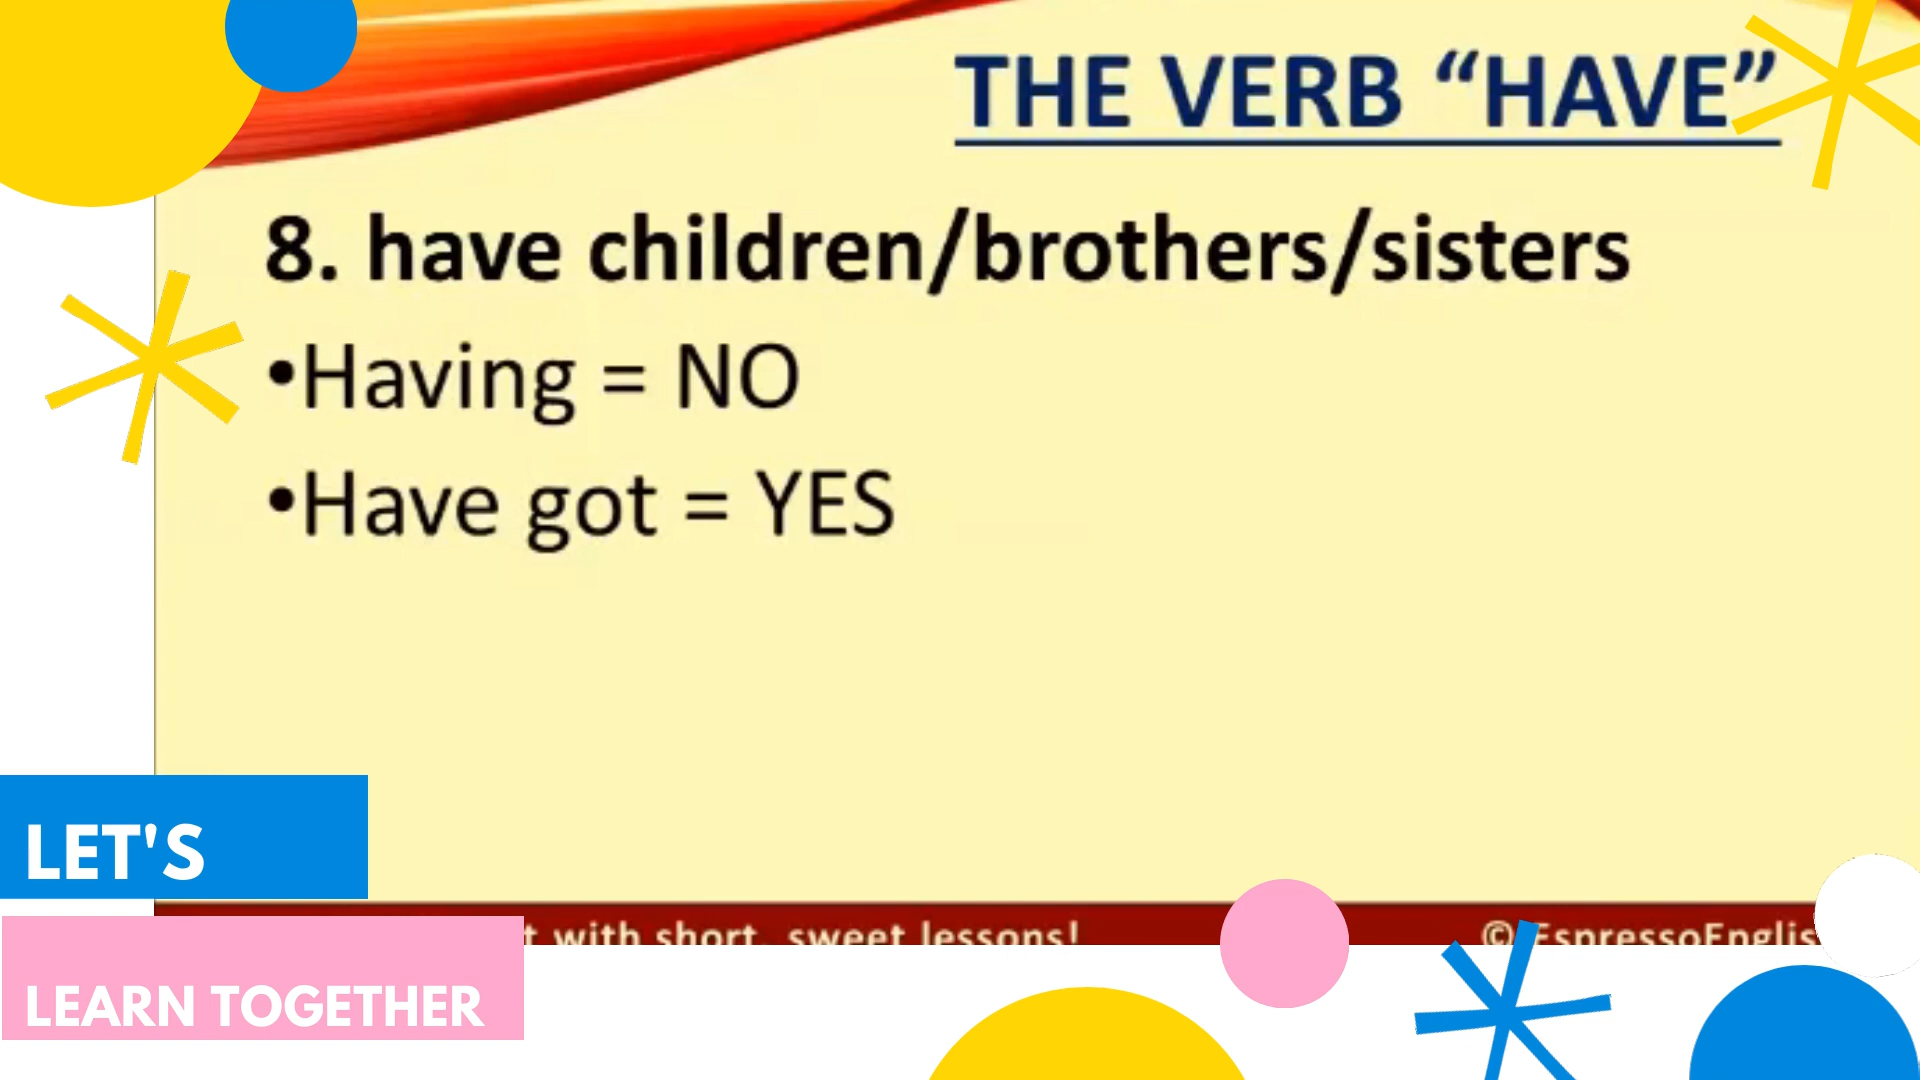 THE VERB “HAVE”
8. have children/brothers/sisters
•Having = NO
•Have got = YES
LET'S
with short, sweet lessons!
LEARN TOGETHER